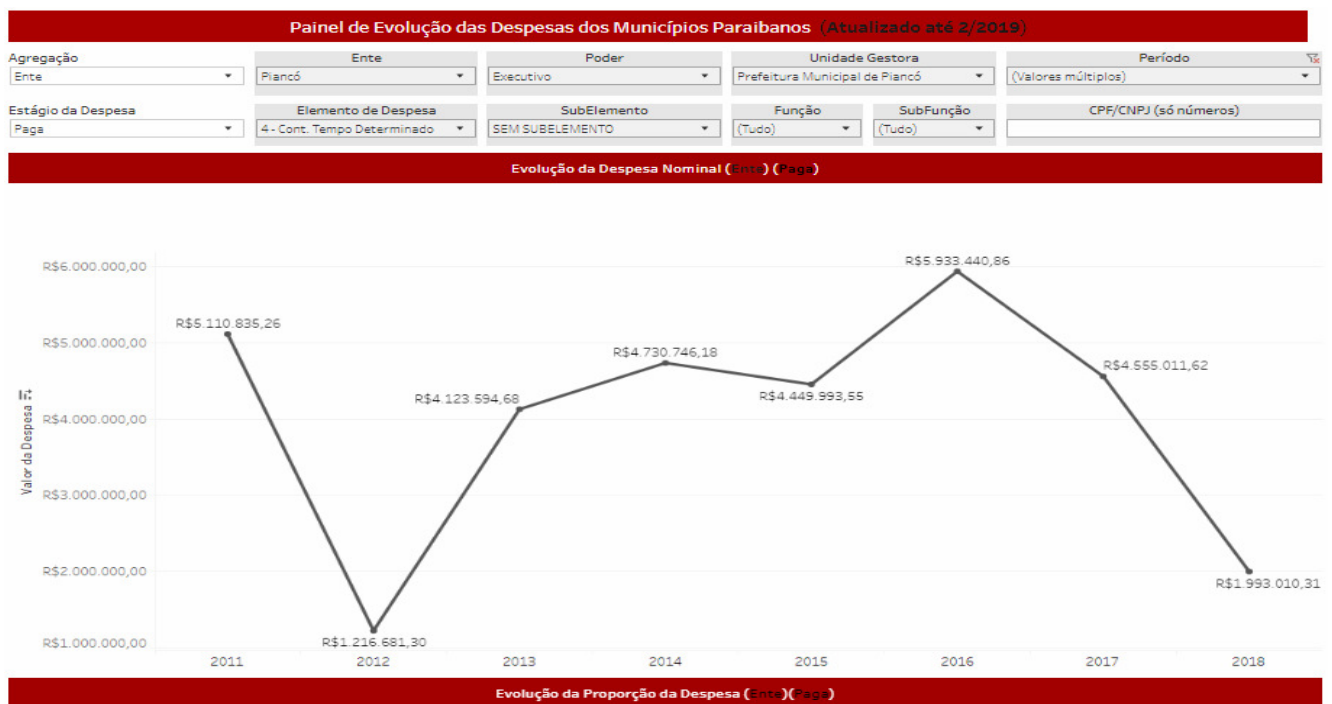 Painel de Evolução das Despesas dos Municípios Paraibanos (Atualizado até 2/2019)
Agregação Ente Poder Unidade Gestora Período
Ente Piancó Executivo Prefeitura Municipal de Piancó (Valores múltiplos)
Estágio da Despesa Elemento de Despesa SubElemento Função SubFunção CPF/CNPJ (só números)
Paga 4 - Cont. Tempo Determinado SEM SUBELEMENTO (Tudo) (Tudo)
Evolução da Despesa Nominal (Ente) (Paga)
Valor da Despesa
R$6.000.000,00
R$5.000.000,00
R$4.000.000,00
R$3.000.000,00
R$2.000.000,00
R$1.000.000,00
R$5.110.835,26
R$1.216.681,30
R$4.123.594,68
R$4.730.746,18
R$4.449.993,55
R$5.933.440,86
R$4.555.011,62
R$1.993.010,31
2011 2012 2013 2014 2015 2016 2017 2018
Evolução da Proporção da Despesa (Ente)(Paga)